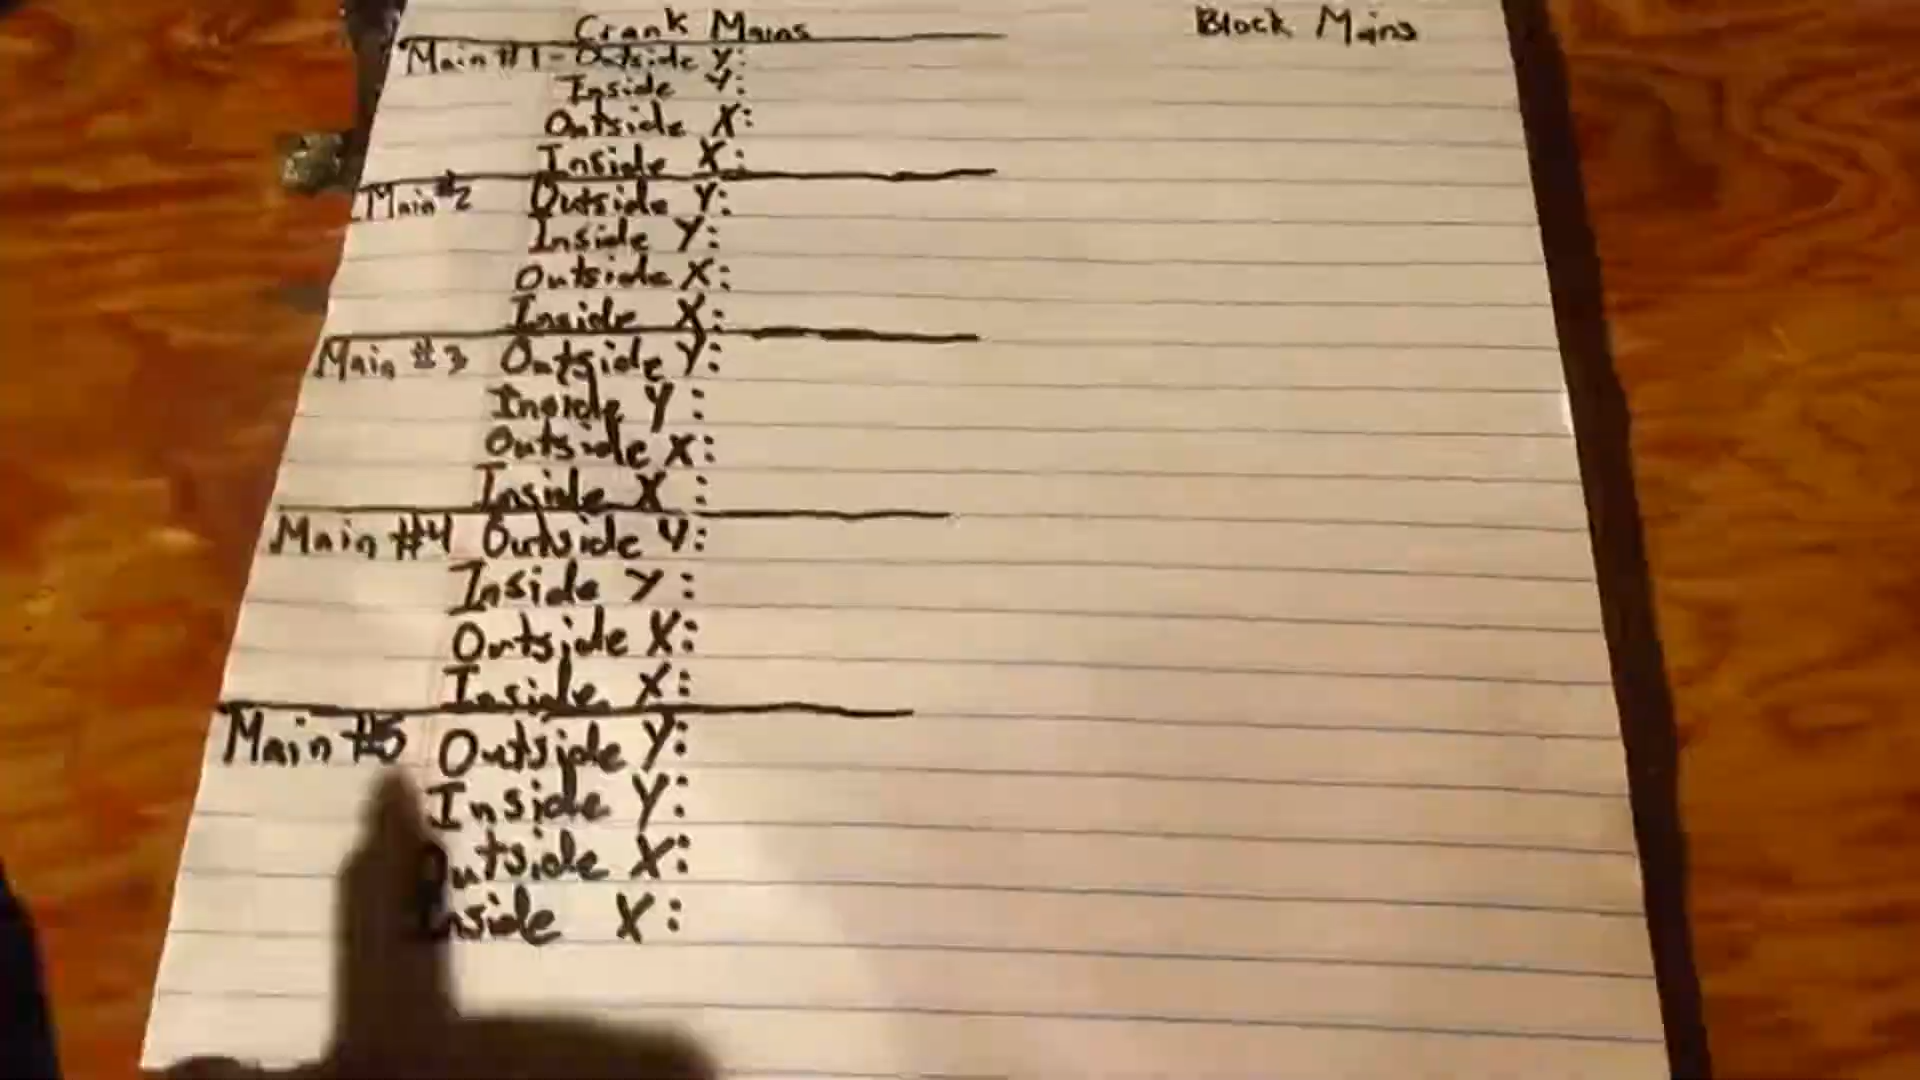 Crank Mains Block Mains
Main #1 - Outside Y:
Inside Y:
Outside X:
Inside X:
Main #2 Outside Y:
Inside Y:
Outside X:
Inside X:
Main #3 Outside Y:
Inside Y:
Outside X:
Inside X:
Main #4 Outside Y:
Inside Y:
Outside X:
Inside X:
Main #5 Outside Y:
Inside Y:
Outside X:
Inside X: